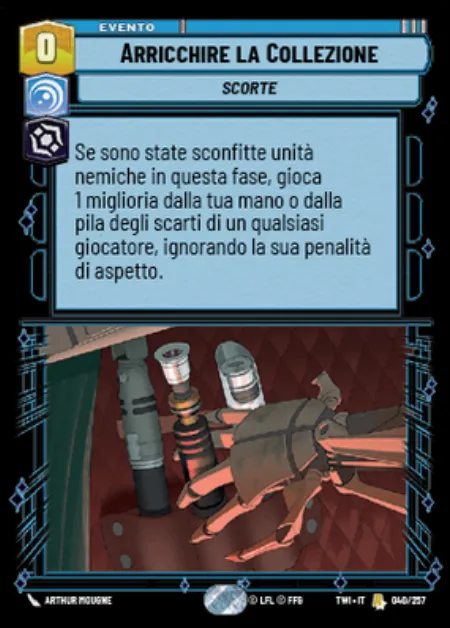 EVENTO
0
ARRICCHIRE LA COLLEZIONE
SCORTE
Se sono state sconfitte unità
nemiche in questa fase, gioca
1 miglioria dalla tua mano o dalla
pila degli scarti di un qualsiasi
giocatore, ignorando la sua penalità
di aspetto.
ARTHUR MOUGNE
© LFL © FFG
TWI • IT
040/257